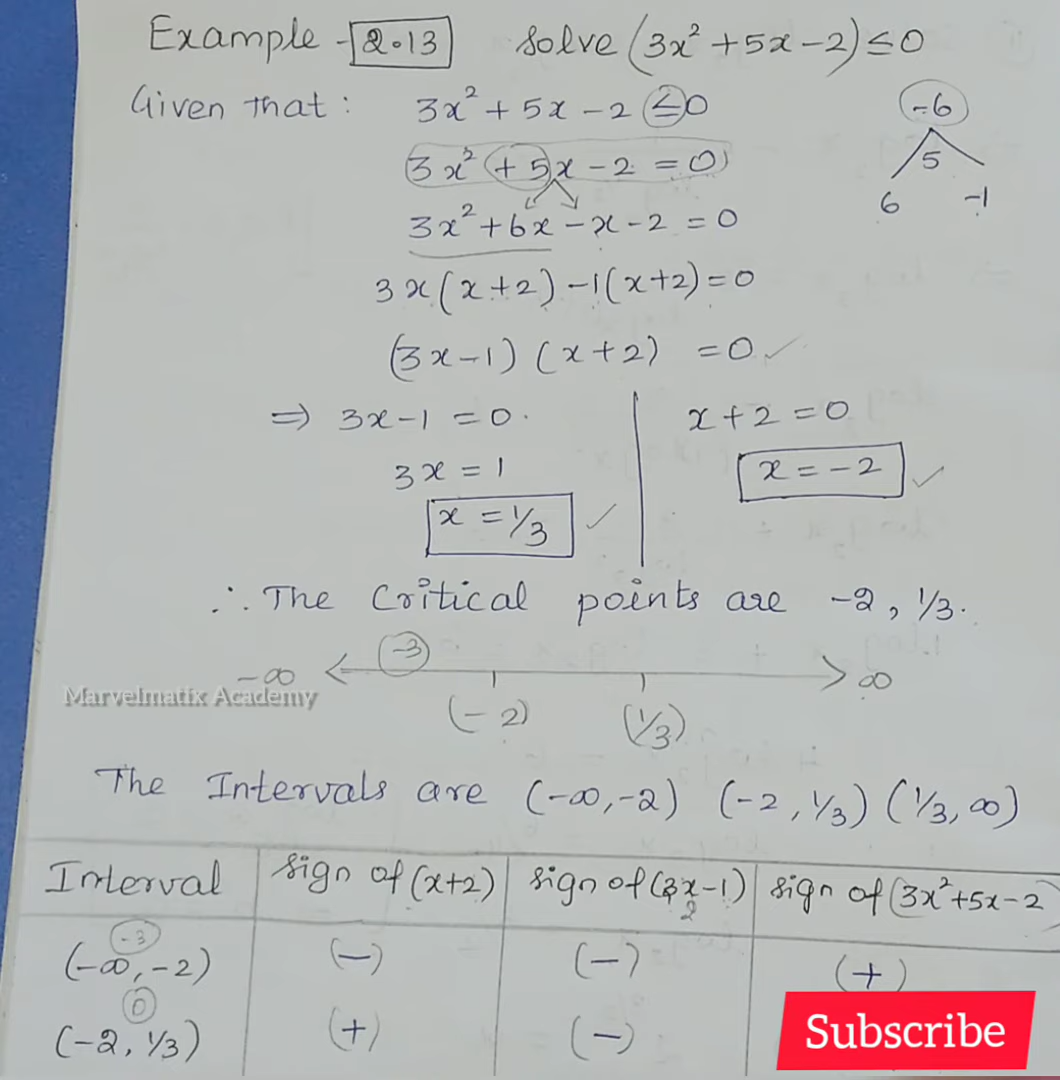 Example - 2.13 Solve (3x² + 5x - 2) ≤ 0
Given that : 3x² + 5x - 2 ≤ 0
-6
3x² + 5x - 2 = 0
5
6 -1
3x² + 6x - x - 2 = 0
3x(x+2) - 1(x+2) = 0
(3x-1) (x+2) = 0 ✓
⇒ 3x - 1 = 0 .
3x = 1
x = 1/3 ✓
x + 2 = 0
x = -2 ✓
∴ The Critical points are -2, 1/3.
-3
-∞ ∞
(-2) (1/3)
Marvelmatix Academy
The Intervals are (-∞, -2) (-2, 1/3) (1/3, ∞)
Interval Sign of (x+2) Sign of (3x-1) Sign of (3x²+5x-2
-3
(-∞, -2) (-) (-) (+)
0
(-2, 1/3) (+) (-)
Subscribe